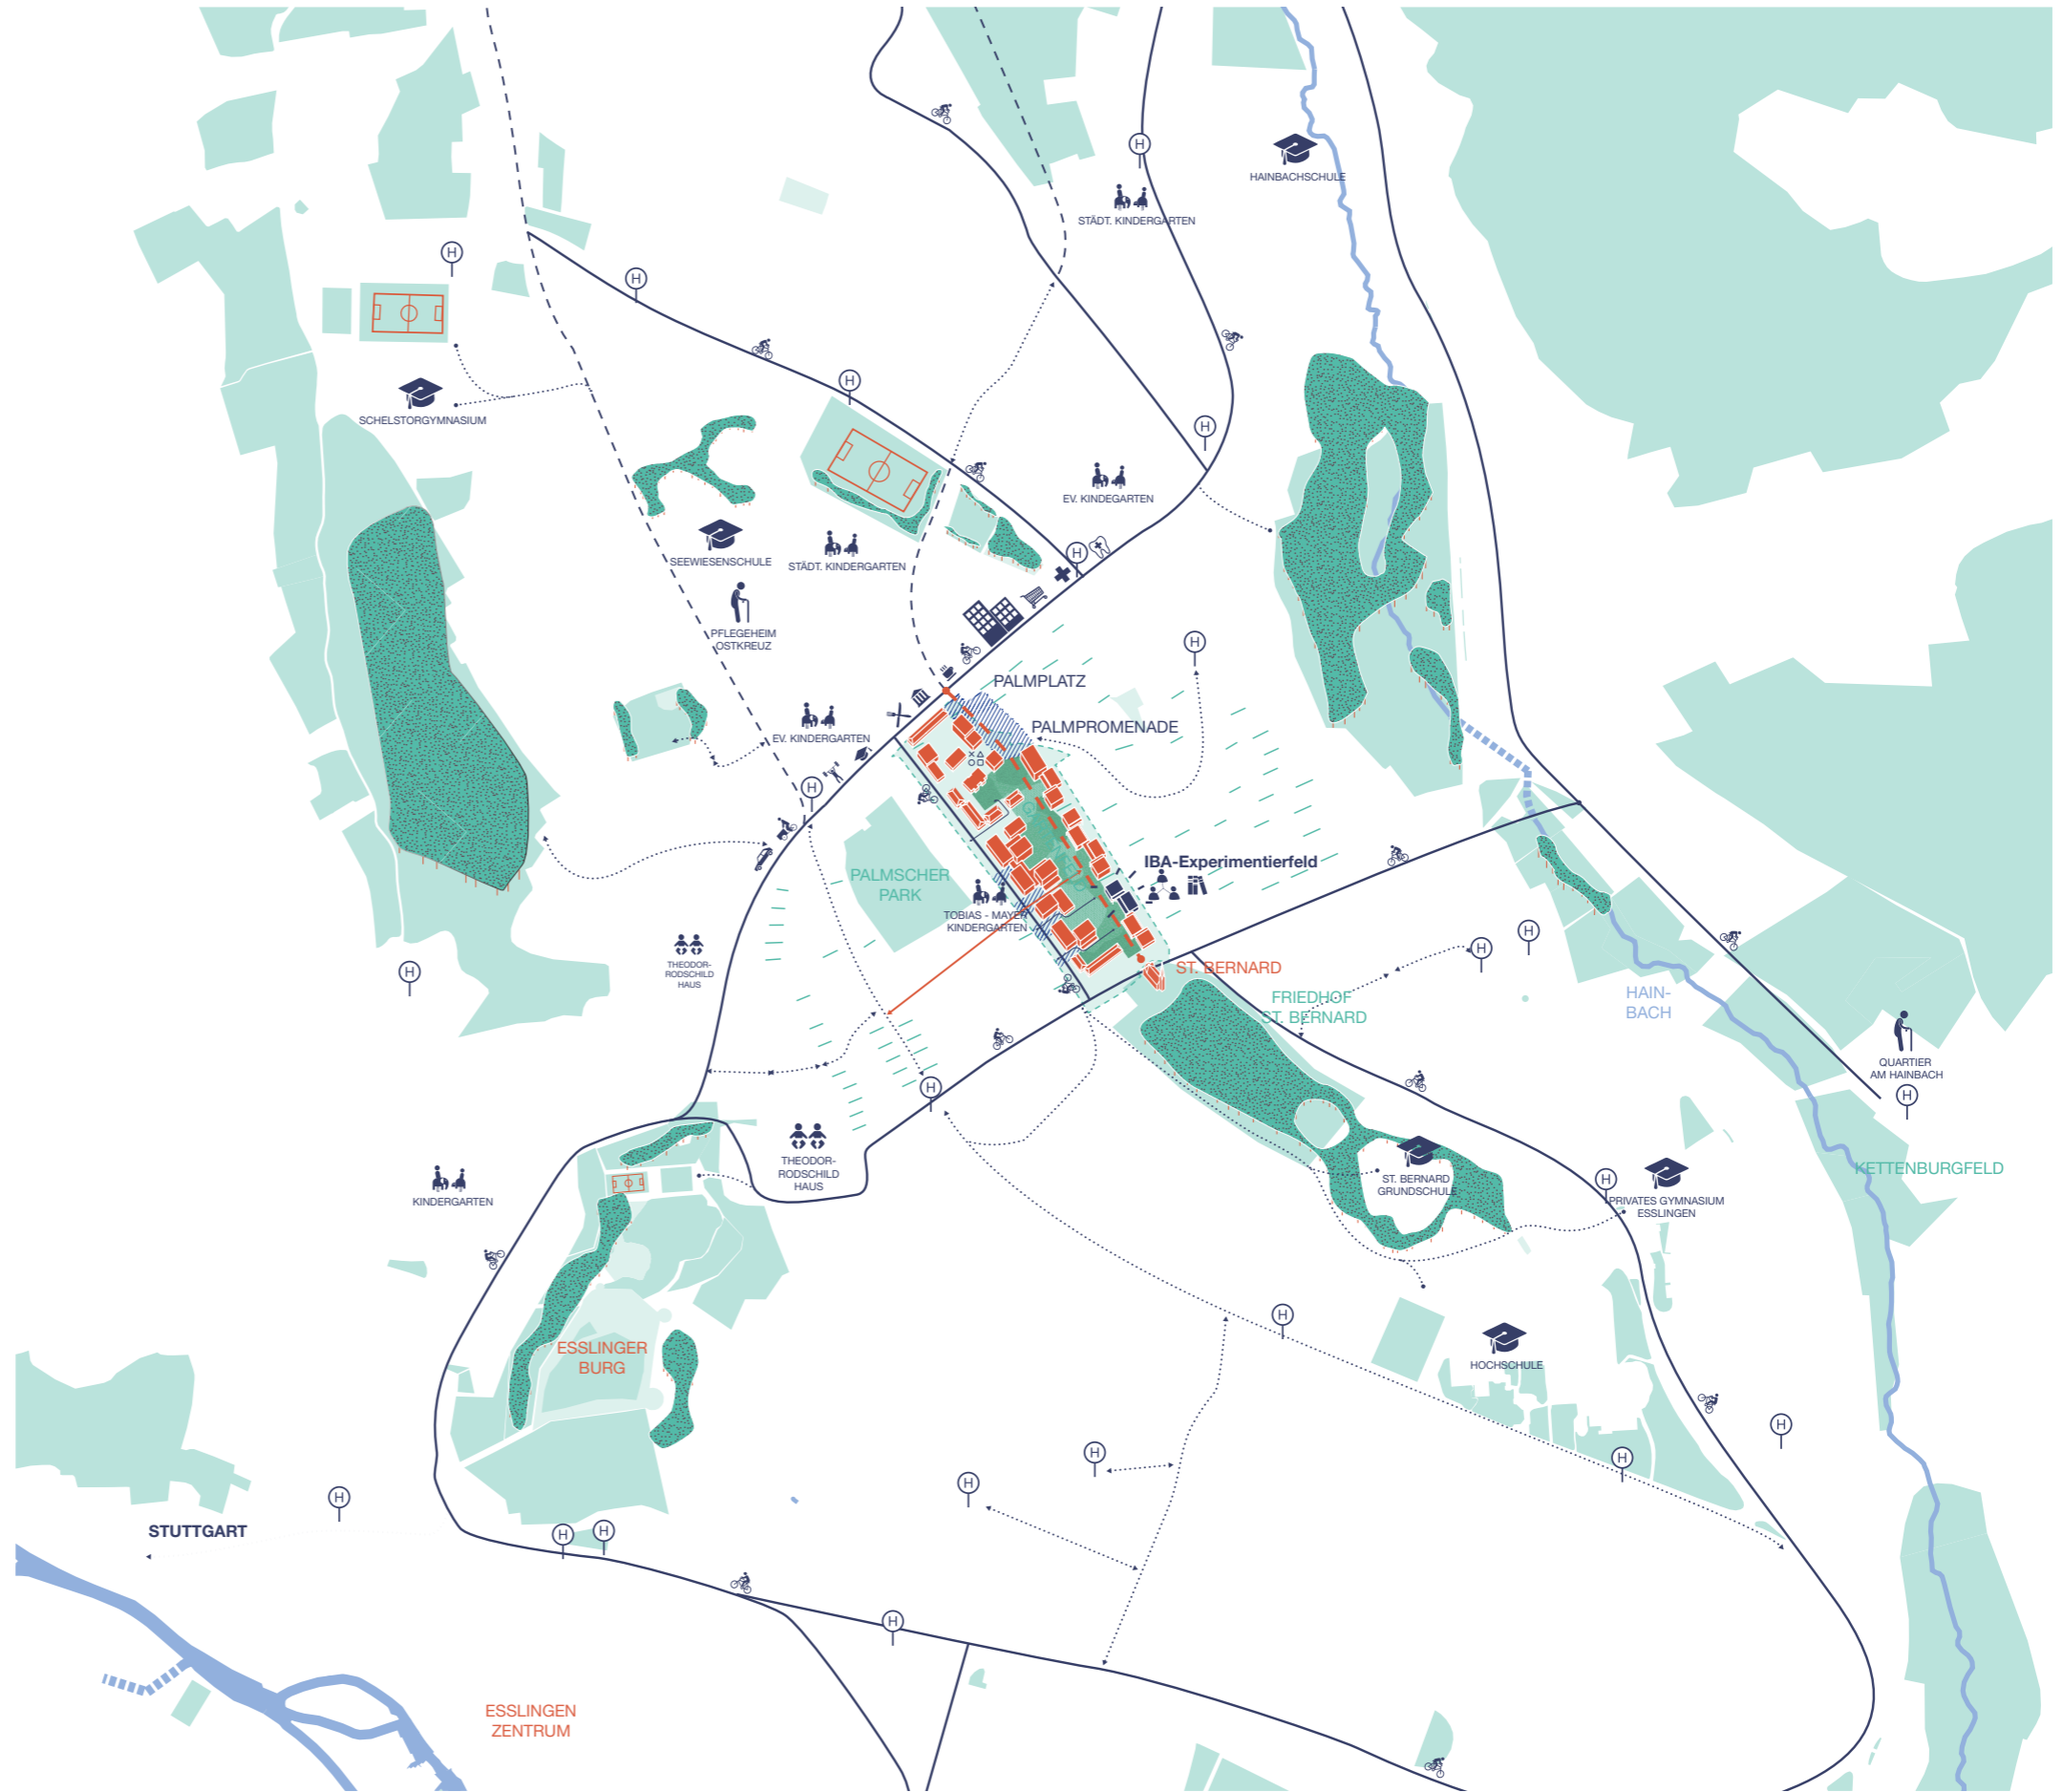 H
HAINBACHSCHULE
STÄDT. KINDERGARTEN
H
H
H
SCHELSTORGYMNASIUM
H
EV. KINDEGARTEN
H
SEEWIESENSCHULE
STÄDT. KINDERGARTEN
PFLEGEHEIM
OSTKREUZ
H
PALMPLATZ
PALMPROMENADE
EV. KINDERGARTEN
H
IBA-Experimentierfeld
PALMSCHER
PARK
TOBIAS - MAYER
KINDERGARTEN
THEODOR-
RODSCHILD
HAUS
H
H
H
ST. BERNARD
FRIEDHOF
ST. BERNARD
HAIN-
BACH
QUARTIER
AM HAINBACH
H
H
THEODOR-
RODSCHILD
HAUS
KINDERGARTEN
ST. BERNARD
GRUNDSCHULE
H
PRIVATES GYMNASIUM
ESSLINGEN
KETTENBURGFELD
H
ESSLINGER
BURG
HOCHSCHULE
H
H
H
H
H
STUTTGART
H
H
H
ESSLINGEN
ZENTRUM